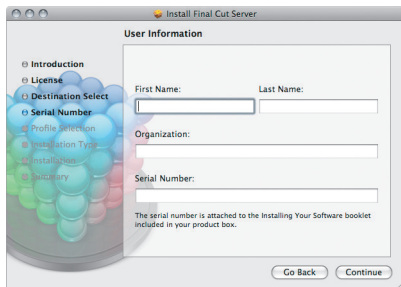 Install Final Cut Server
User Information
Introduction
License
Destination Select
Serial Number
Profile Selection
Installation Type
Installation
Summary
First Name:
Last Name:
Organization:
Serial Number:
The serial number is attached to the Installing Your Software booklet
included in your product box.
Go Back
Continue